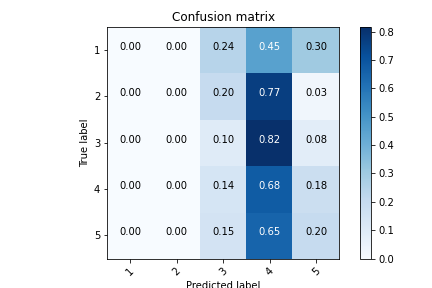 Confusion matrix
True label
1 0.00 0.00 0.24 0.45 0.30
2 0.00 0.00 0.20 0.77 0.03
3 0.00 0.00 0.10 0.82 0.08
4 0.00 0.00 0.14 0.68 0.18
5 0.00 0.00 0.15 0.65 0.20
1 2 3 4 5
Predicted label
0.8
0.7
0.6
0.5
0.4
0.3
0.2
0.1
0.0